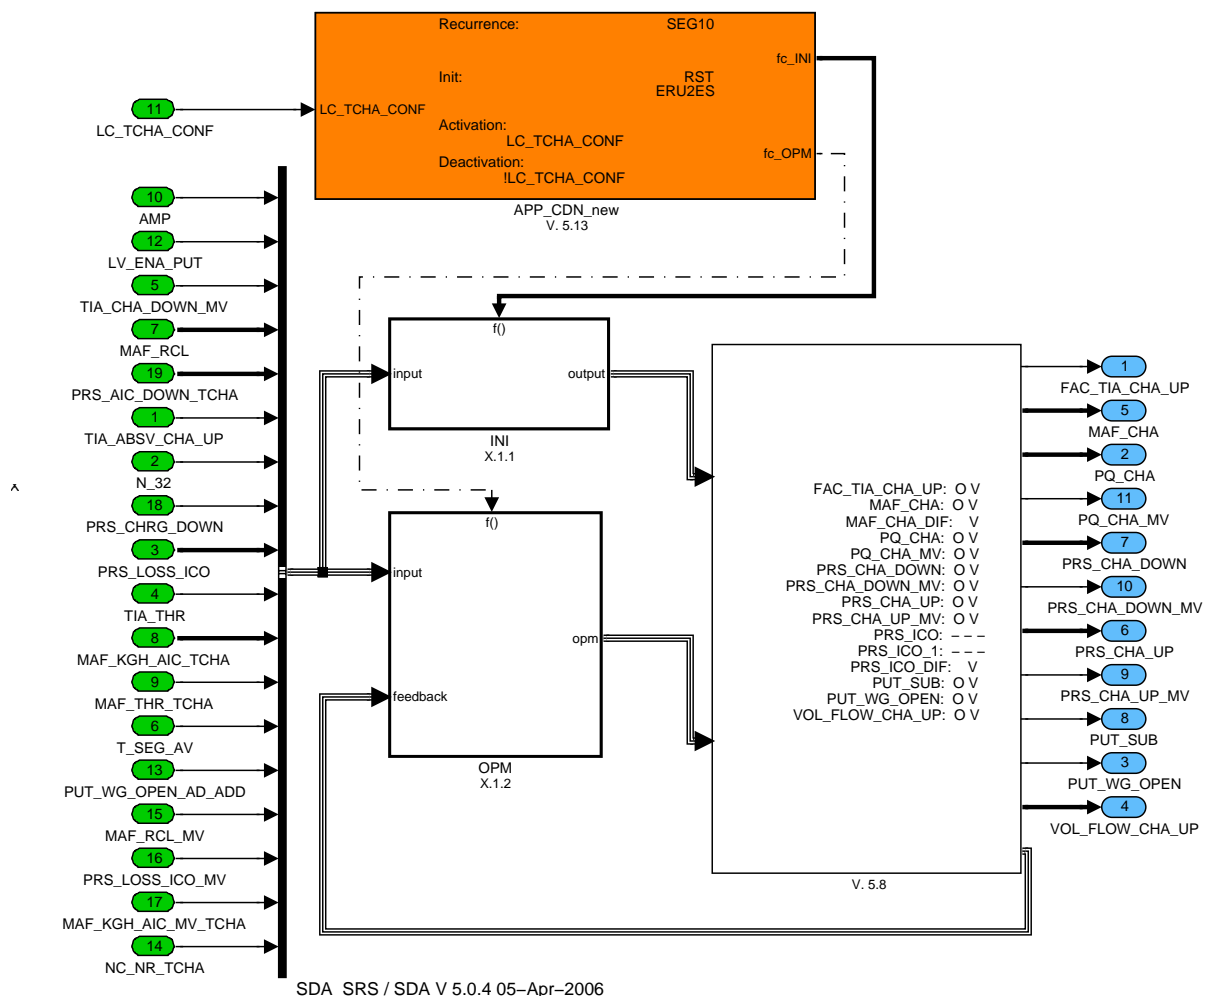 Recurrence: SEG10
fc_INI
Init: RST
ERU2ES
11
LC_TCHA_CONF
LC_TCHA_CONF
Activation:
LC_TCHA_CONF
fc_OPM
Deactivation:
!LC_TCHA_CONF
APP_CDN_new
V. 5.13
10
AMP
12
LV_ENA_PUT
5
TIA_CHA_DOWN_MV
7
MAF_RCL
19
PRS_AIC_DOWN_TCHA
1
TIA_ABSV_CHA_UP
2
N_32
18
PRS_CHRG_DOWN
3
PRS_LOSS_ICO
4
TIA_THR
8
MAF_KGH_AIC_TCHA
9
MAF_THR_TCHA
6
T_SEG_AV
13
PUT_WG_OPEN_AD_ADD
15
MAF_RCL_MV
16
PRS_LOSS_ICO_MV
17
MAF_KGH_AIC_MV_TCHA
14
NC_NR_TCHA
f()
input output
INI
X.1.1
f()
input
opm
feedback
OPM
X.1.2
FAC_TIA_CHA_UP: O V
MAF_CHA: O V
MAF_CHA_DIF: V
PQ_CHA: O V
PQ_CHA_MV: O V
PRS_CHA_DOWN: O V
PRS_CHA_DOWN_MV: O V
PRS_CHA_UP: O V
PRS_CHA_UP_MV: O V
PRS_ICO: – – –
PRS_ICO_1: – – –
PRS_ICO_DIF: V
PUT_SUB: O V
PUT_WG_OPEN: O V
VOL_FLOW_CHA_UP: O V
V. 5.8
1
FAC_TIA_CHA_UP
5
MAF_CHA
2
PQ_CHA
11
PQ_CHA_MV
7
PRS_CHA_DOWN
10
PRS_CHA_DOWN_MV
6
PRS_CHA_UP
9
PRS_CHA_UP_MV
8
PUT_SUB
3
PUT_WG_OPEN
4
VOL_FLOW_CHA_UP
SDA_SRS / SDA V 5.0.4 05–Apr–2006